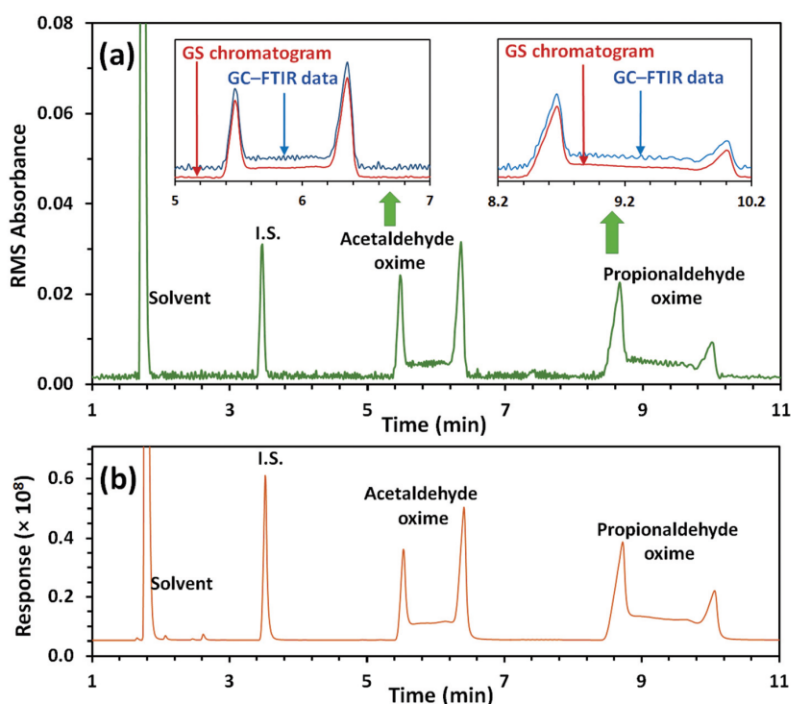 0.08
(a)
GS chromatogram
GC–FTIR data
5 6 7
GS chromatogram
GC–FTIR data
8.2 9.2 10.2
0.06
0.04
0.02
0.00
RMS Absorbance
Solvent
I.S.
Acetaldehyde
oxime
Propionaldehyde
oxime
1 3 5 7 9 11
Time (min)
(b)
0.6
0.4
0.2
0.0
Response (× 10⁸)
Solvent
I.S.
Acetaldehyde
oxime
Propionaldehyde
oxime
1 3 5 7 9 11
Time (min)